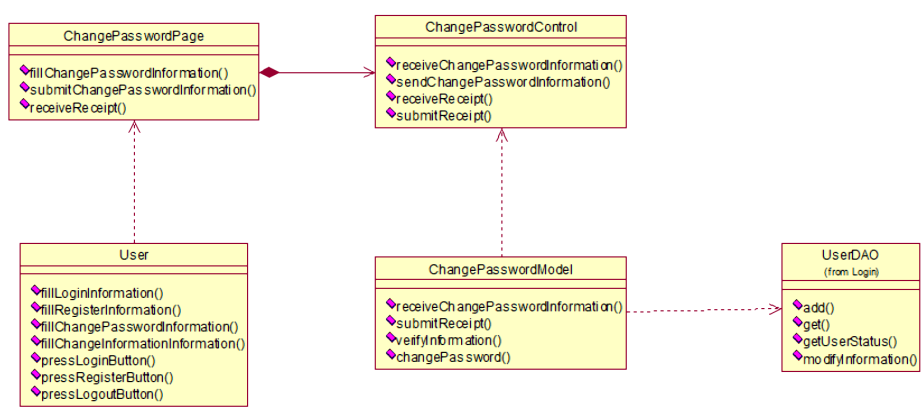 ChangePasswordPage
fillChangePasswordInformation()
submitChangePasswordInformation()
receiveReceipt()
ChangePasswordControl
receiveChangePasswordInformation()
sendChangePasswordInformation()
receiveReceipt()
submitReceipt()
User
fillLoginInformation()
fillRegisterInformation()
fillChangePasswordInformation()
fillChangeInformationInformation()
pressLoginButton()
pressRegisterButton()
pressLogoutButton()
ChangePasswordModel
receiveChangePasswordInformation()
submitReceipt()
verifyInformation()
changePassword()
UserDAO
(from Login)
add()
get()
getUserStatus()
modifyInformation()